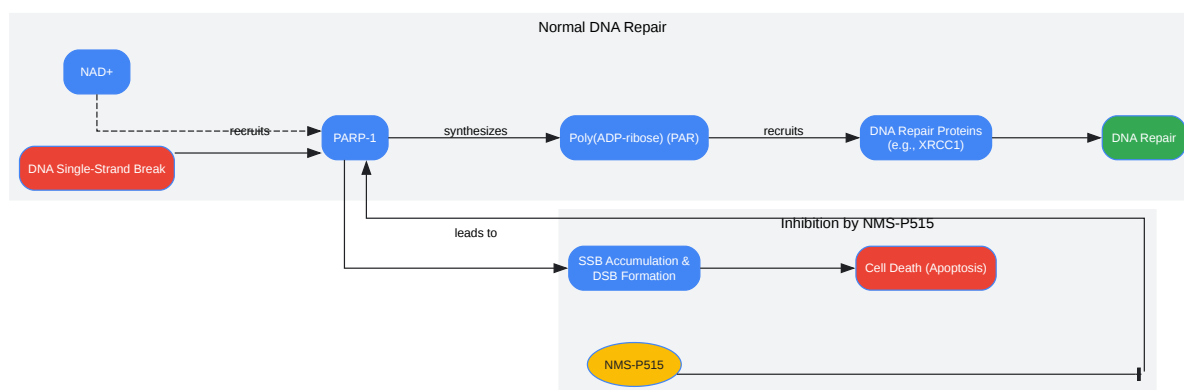 Normal DNA Repair
NAD+
recruits
DNA Single-Strand Break
PARP-1
synthesizes
Poly(ADP-ribose) (PAR)
recruits
DNA Repair Proteins
(e.g., XRCC1)
DNA Repair
Inhibition by NMS-P515
leads to
SSB Accumulation &
DSB Formation
Cell Death (Apoptosis)
NMS-P515